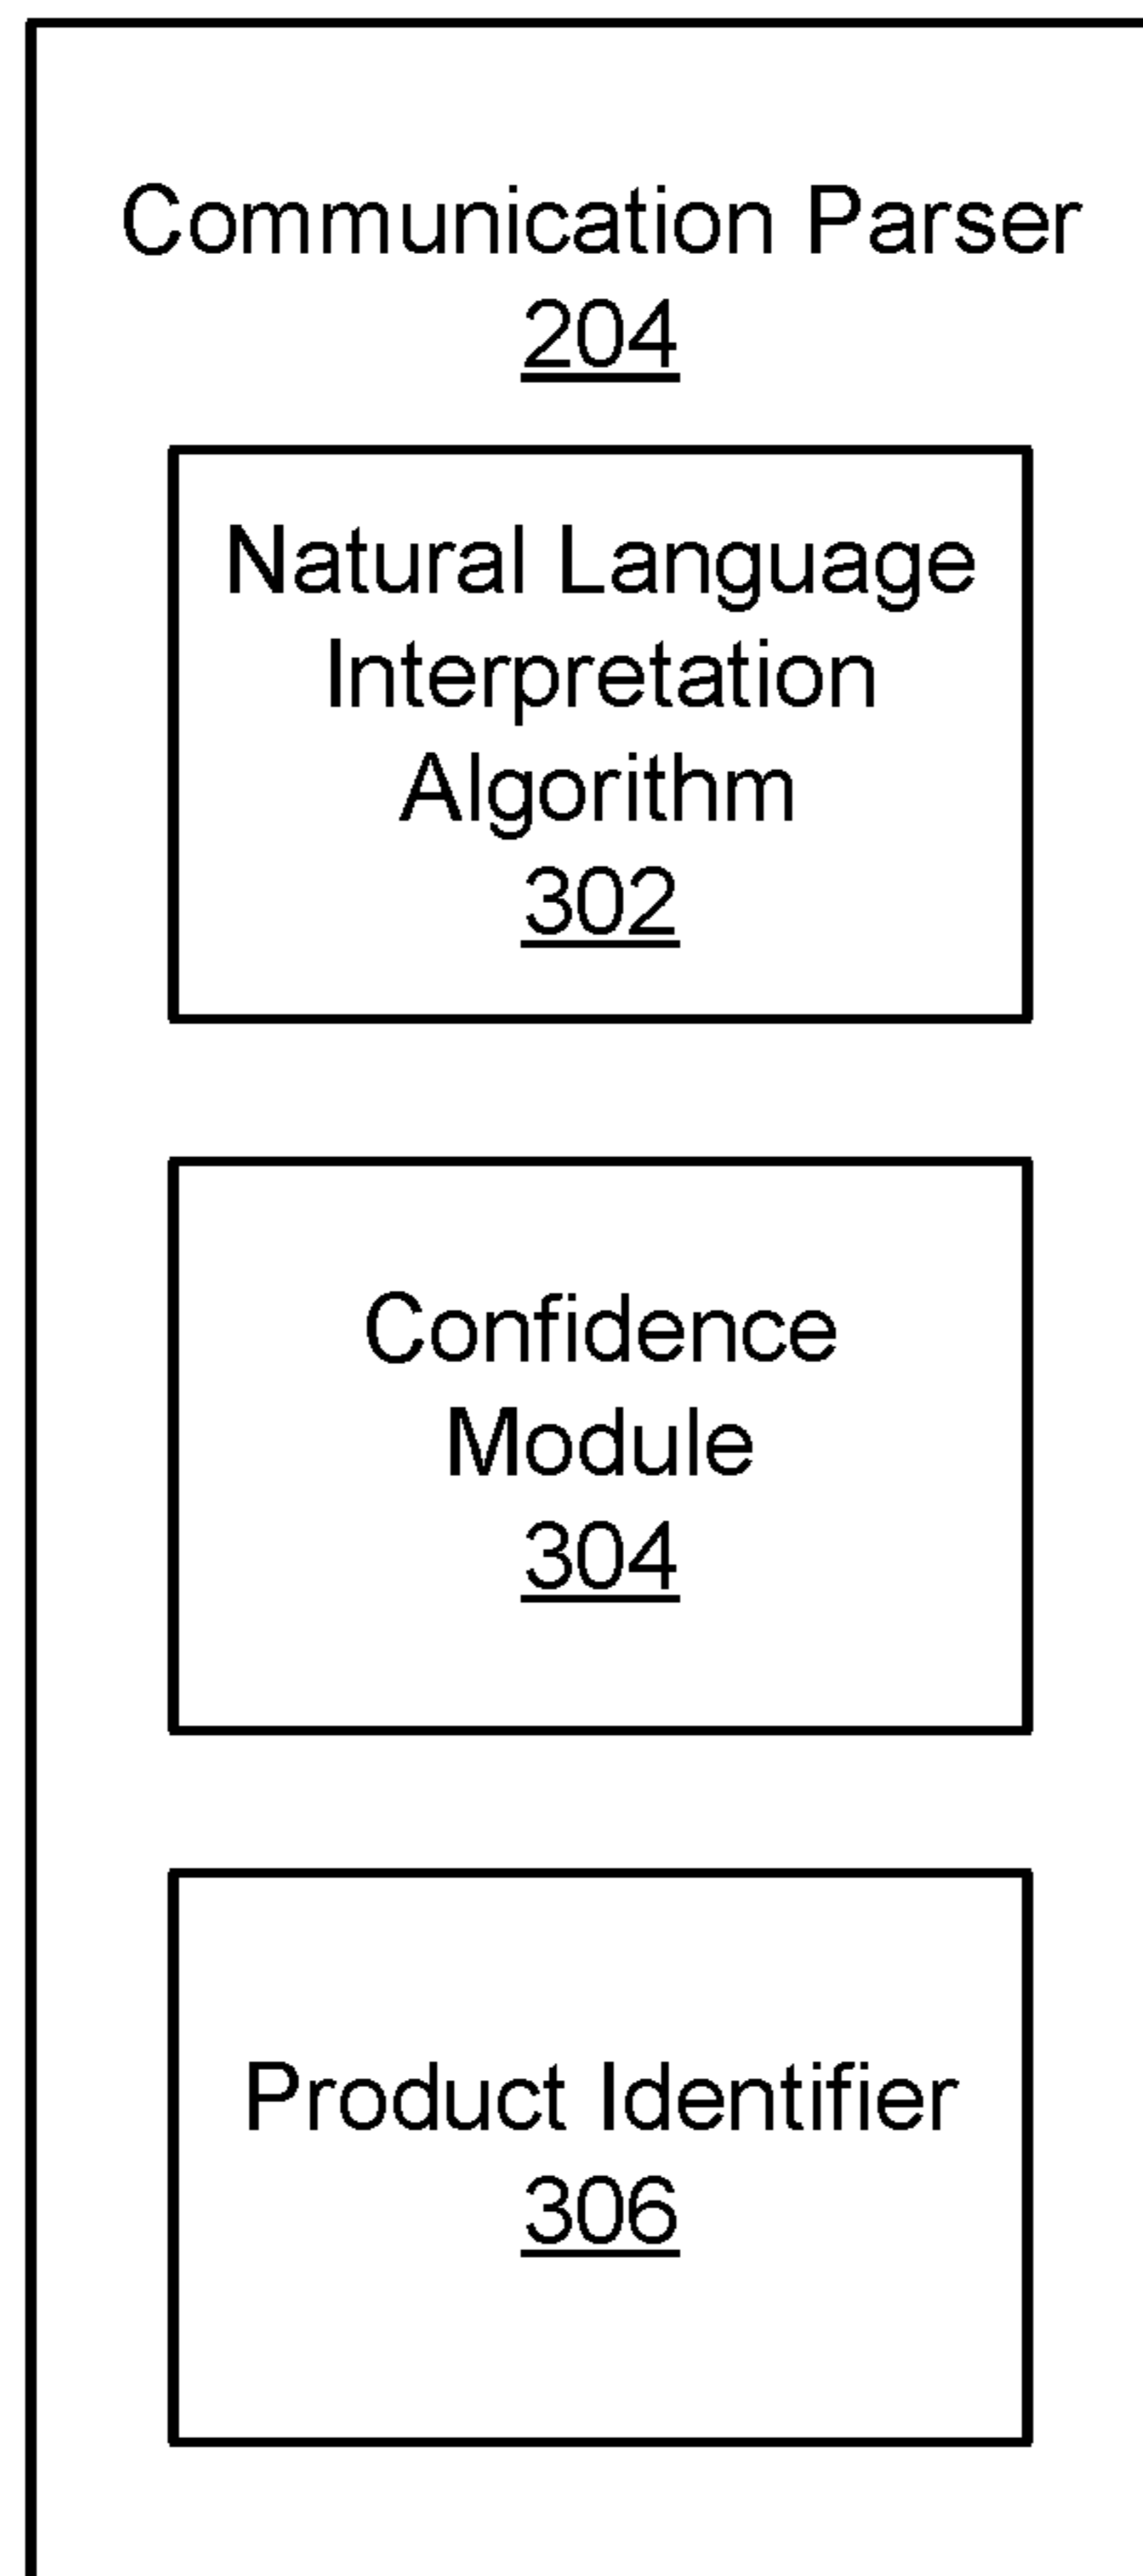 Communication Parser
204
Natural Language
Interpretation
Algorithm
302
Confidence
Module
304
Product Identifier
306